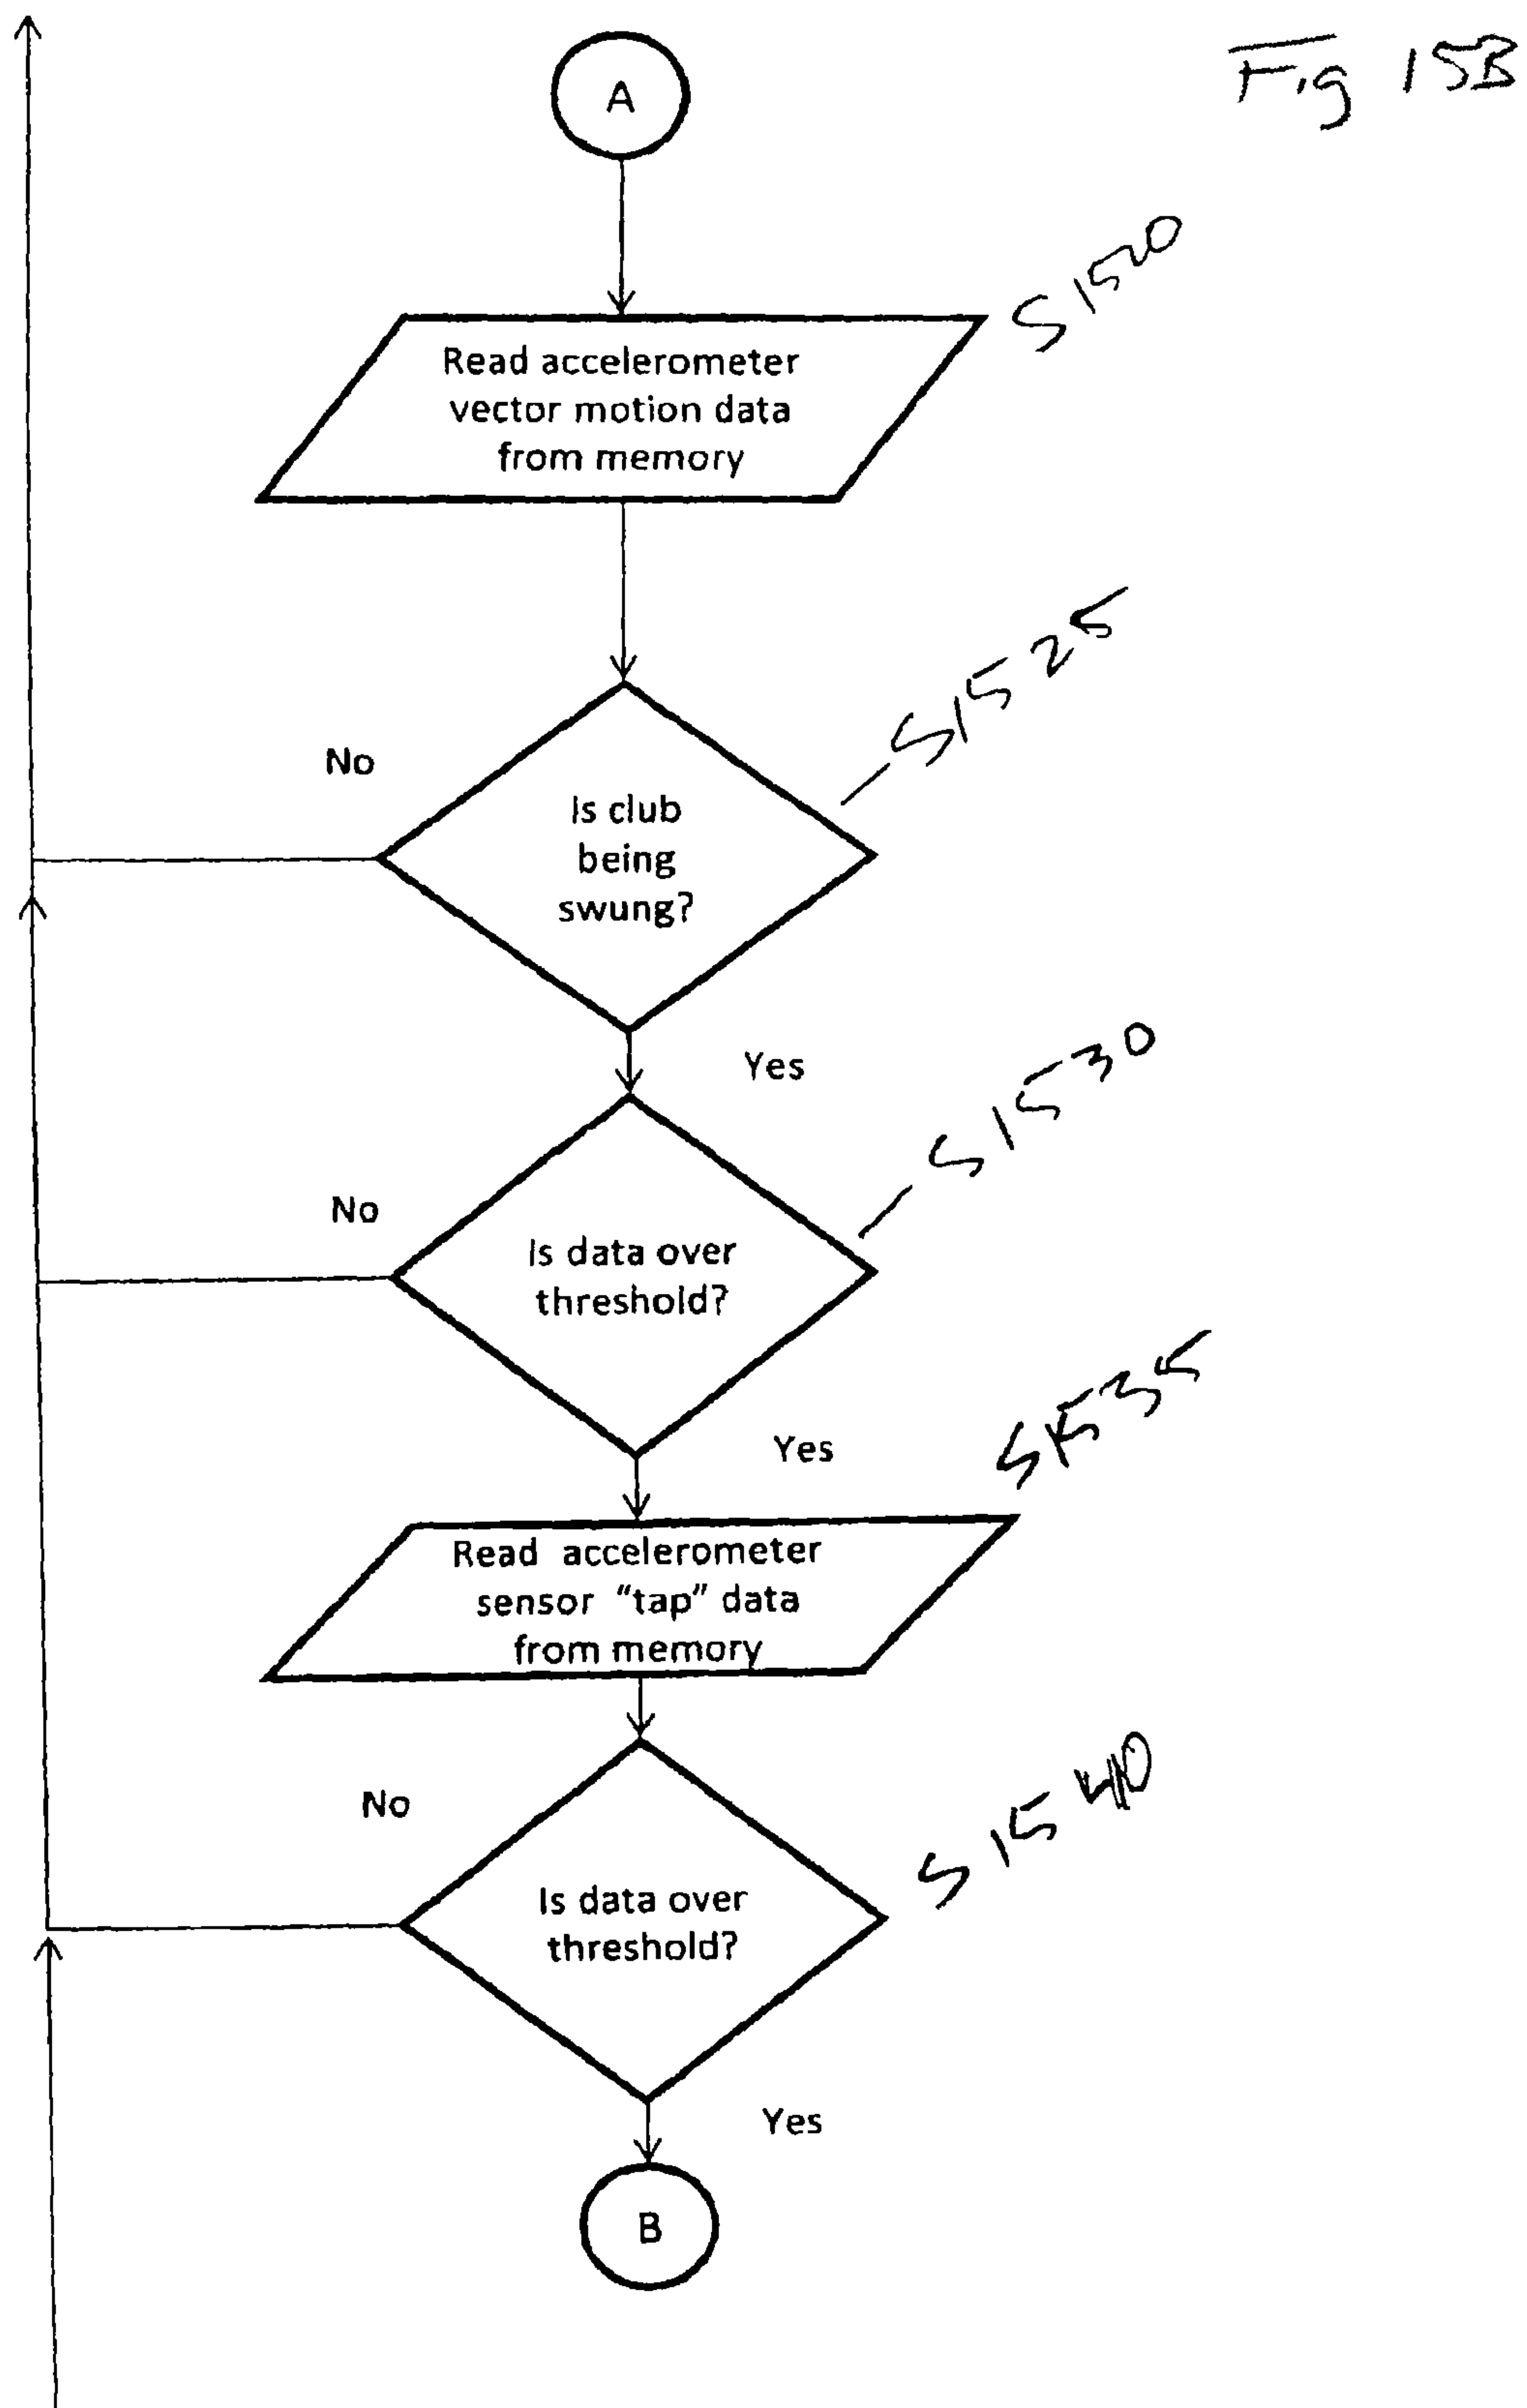 Fig 15B
A
S1520
Read accelerometer
vector motion data
from memory
S1525
No
Is club
being
swung?
Yes
S1530
No
Is data over
threshold?
Yes
S1535
Read accelerometer
sensor “tap” data
from memory
S1540
No
Is data over
threshold?
Yes
B